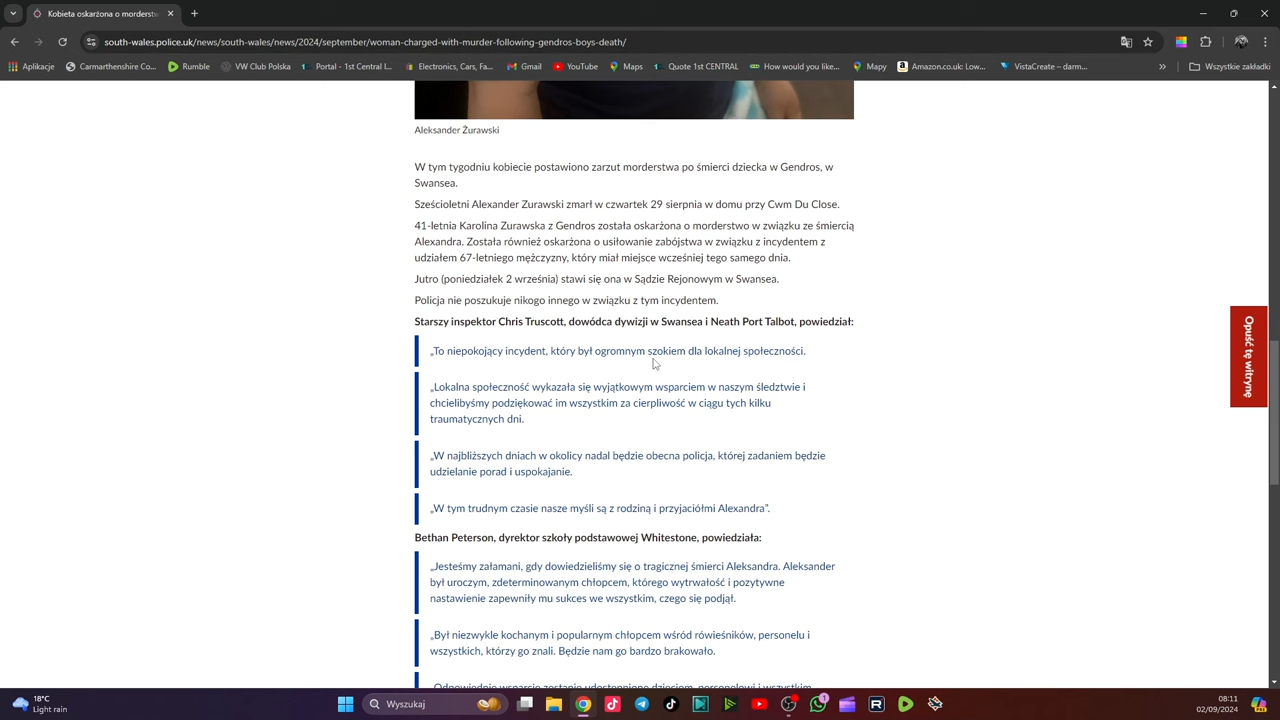 Kobieta oskarżona o morderstw
south-wales.police.uk/news/south-wales/news/2024/september/woman-charged-with-murder-following-gendros-boys-death/
Aplikacje
Carmarthenshire Co...
Rumble
VW Club Polska
Portal - 1st Central I...
Electronics, Cars, Fa...
Gmail
YouTube
Maps
Quote 1st CENTRAL
How would you like...
Mapy
Amazon.co.uk: Low...
VistaCreate – darm...
Wszystkie zakładki
Aleksander Żurawski
W tym tygodniu kobiecie postawiono zarzut morderstwa po śmierci dziecka w Gendros, w
Swansea.
Sześcioletni Alexander Zurawski zmarł w czwartek 29 sierpnia w domu przy Cwm Du Close.
41-letnia Karolina Zurawska z Gendros została oskarżona o morderstwo w związku ze śmiercią
Alexandra. Została również oskarżona o usiłowanie zabójstwa w związku z incydentem z
udziałem 67-letniego mężczyzny, który miał miejsce wcześniej tego samego dnia.
Jutro (poniedziałek 2 września) stawi się ona w Sądzie Rejonowym w Swansea.
Policja nie poszukuje nikogo innego w związku z tym incydentem.
Starszy inspektor Chris Truscott, dowódca dywizji w Swansea i Neath Port Talbot, powiedział:
„To niepokojący incydent, który był ogromnym szokiem dla lokalnej społeczności.
„Lokalna społeczność wykazała się wyjątkowym wsparciem w naszym śledztwie i
chcielibyśmy podziękować im wszystkim za cierpliwość w ciągu tych kilku
traumatycznych dni.
„W najbliższych dniach w okolicy nadal będzie obecna policja, której zadaniem będzie
udzielanie porad i uspokajanie.
„W tym trudnym czasie nasze myśli są z rodziną i przyjaciółmi Alexandra”.
Bethan Peterson, dyrektor szkoły podstawowej Whitestone, powiedziała:
„Jesteśmy załamani, gdy dowiedzieliśmy się o tragicznej śmierci Aleksandra. Aleksander
był uroczym, zdeterminowanym chłopcem, którego wytrwałość i pozytywne
nastawienie zapewniły mu sukces we wszystkim, czego się podjął.
„Był niezwykle kochanym i popularnym chłopcem wśród rówieśników, personelu i
wszystkich, którzy go znali. Będzie nam go bardzo brakowało.
„Odpowiednie wsparcie zostanie udostępnione dzieciom, personelowi i wszystkim
Opuść tę witrynę
18°C
Light rain
Wyszukaj
1
08:11
02/09/2024